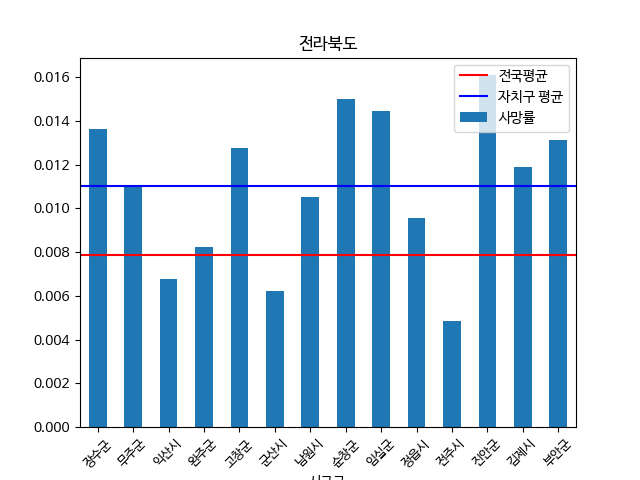 전라북도
전국평균
자치구 평균
사망률
0.016
0.014
0.012
0.010
0.008
0.006
0.004
0.002
0.000
장수군
무주군
익산시
완주군
고창군
군산시
남원시
순창군
임실군
정읍시
전주시
진안군
김제시
부안군